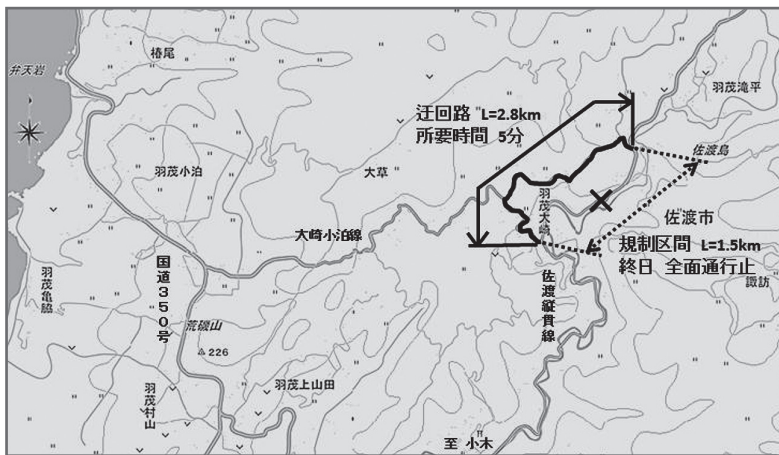 椿尾
弁天岩
羽茂滝平
迂回路 L=2.8km
所要時間 5分
佐渡島
羽茂小泊
大草
羽茂大崎
佐渡市
大崎小泊線
規制区間 L=1.5km
終日 全面通行止
羽茂亀脇
国道350号
佐渡縦貫線
諏訪
荒磯山
226
羽茂上山田
羽茂村山
至 小木